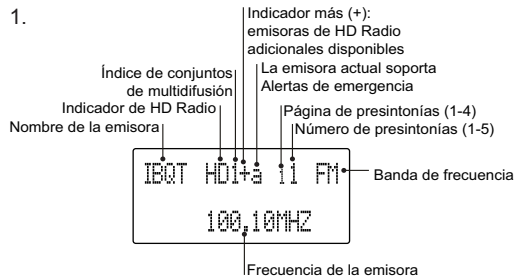 1.
Indicador más (+):
emisoras de HD Radio
adicionales disponibles
Índice de conjuntos
de multidifusión
La emisora actual soporta
Alertas de emergencia
Indicador de HD Radio
Página de presintonías (1-4)
Nombre de la emisora
Número de presintonías (1-5)
IBQT HD1+a 11 FM
Banda de frecuencia
100,10MHZ
Frecuencia de la emisora